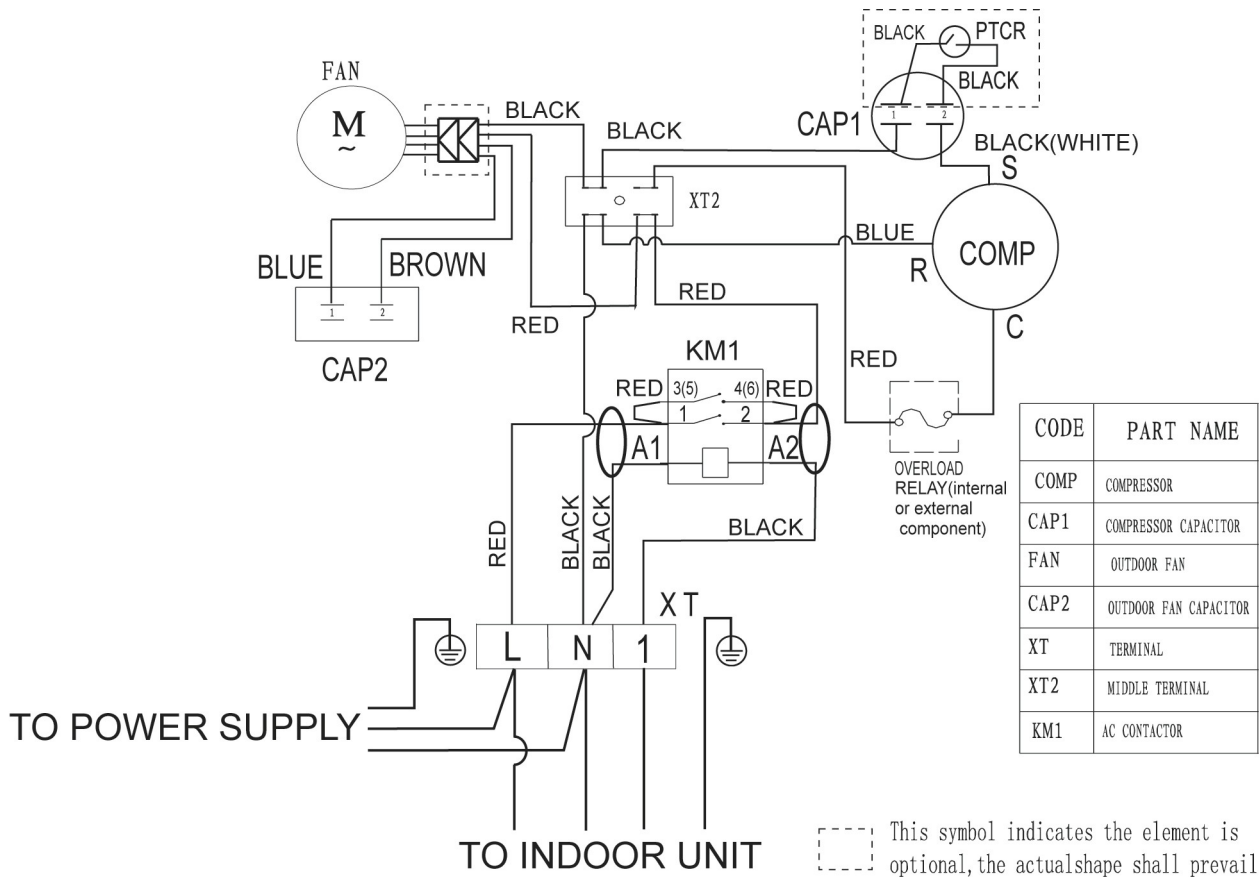 BLACK
PTCR
FAN
BLACK
M
~
BLACK
BLACK
CAP1
1
2
BLACK(WHITE)
S
XT2
BLUE
COMP
R
BLUE
BROWN
RED
1
2
RED
C
CAP2
KM1
RED
RED
3(5)
4(6)
RED
1
2
A1
A2
OVERLOAD
RELAY(internal
or external
component)
RED
BLACK
BLACK
BLACK
XT
L
N
1
TO POWER SUPPLY
TO INDOOR UNIT
CODE PART NAME
COMP COMPRESSOR
CAP1 COMPRESSOR CAPACITOR
FAN OUTDOOR FAN
CAP2 OUTDOOR FAN CAPACITOR
XT TERMINAL
XT2 MIDDLE TERMINAL
KM1 AC CONTACTOR
This symbol indicates the element is
optional,the actualshape shall prevail